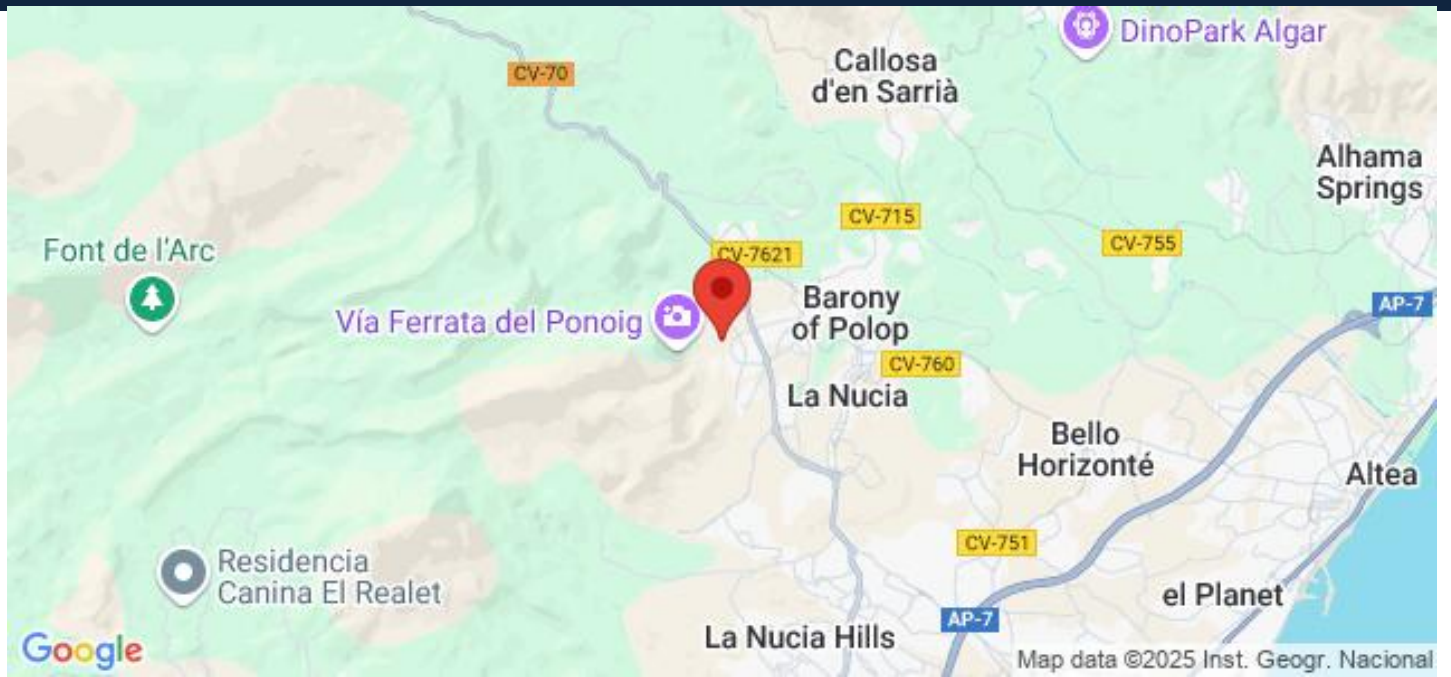 DinoPark Algar
Callosa
d'en Sarrià
CV-70
Alhama
Springs
CV-715
CV-755
Font de l'Arc
CV-7621
Barony
of Polop
AP-7
Vía Ferrata del Ponoig
CV-760
La Nucia
Bello
Horizonté
Altea
CV-751
Residencia
Canina El Realet
el Planet
AP-7
La Nucia Hills
Google
Map data ©2025 Inst. Geogr. Nacional